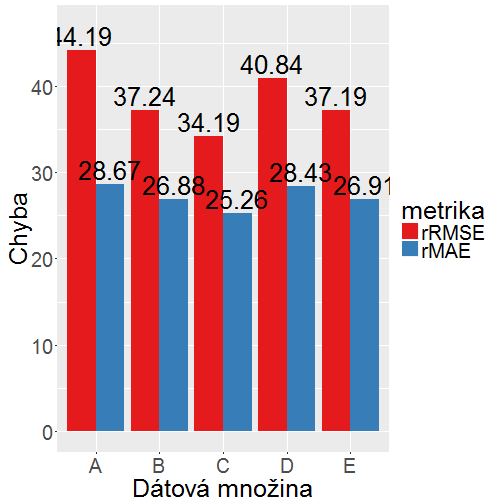 44.19
37.24
34.19
40.84
37.19
28.67
26.88
25.26
28.43
26.91
Chyba
40
30
20
10
0
A B C D E
Dátová množina
metrika
rRMSE
rMAE